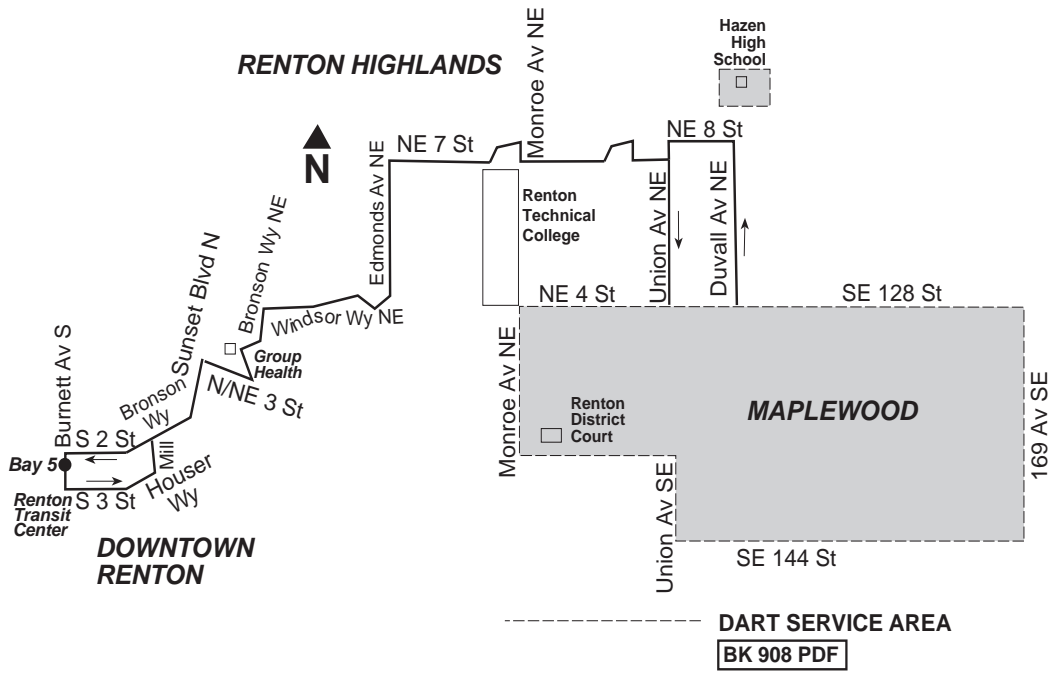 Hazen
High
School
Monroe Av NE
RENTON HIGHLANDS
NE 8 St
NE 7 St
N
Edmonds Av NE
Renton
Technical
College
Union Av NE
Duvall Av NE
Bronson Wy NE
Sunset Blvd N
NE 4 St
SE 128 St
Windsor Wy NE
Group
Health
Burnett Av S
Bronson
Wy
N/NE 3 St
Monroe Av NE
Renton
District
Court
MAPLEWOOD
169 Av SE
S 2 St
Mill
Bay 5
Houser
Wy
S 3 St
Renton
Transit
Center
Union Av SE
DOWNTOWN
RENTON
SE 144 St
DART SERVICE AREA
BK 908 PDF